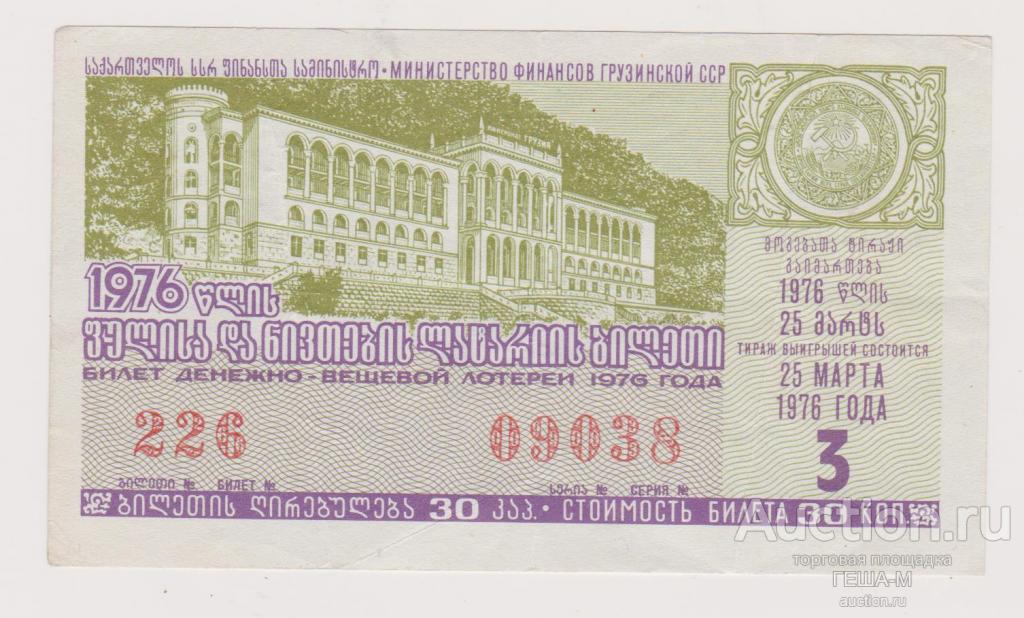 საქართველოს სსრ ფინანსთა სამინისტრო • МИНИСТЕРСТВО ФИНАНСОВ ГРУЗИНСКОЙ ССР
1976 წლის
ფულისა და ნივთების ლატარიის ბილეთი
БИЛЕТ ДЕНЕЖНО-ВЕЩЕВОЙ ЛОТЕРЕИ 1976 ГОДА
226 09038
ბილეთი № БИЛЕТ № სერია № СЕРИЯ №
მოგებათა ტირაჟი
გაიმართება
1976 წლის
25 მარტს
ТИРАЖ ВЫИГРЫШЕЙ СОСТОИТСЯ
25 МАРТА
1976 ГОДА
3
ბილეთის ღირებულება 30 კაპ. • СТОИМОСТЬ БИЛЕТА 30 КОП.
Auction.ru
торговая площадка
ГЕША-М
auction.ru